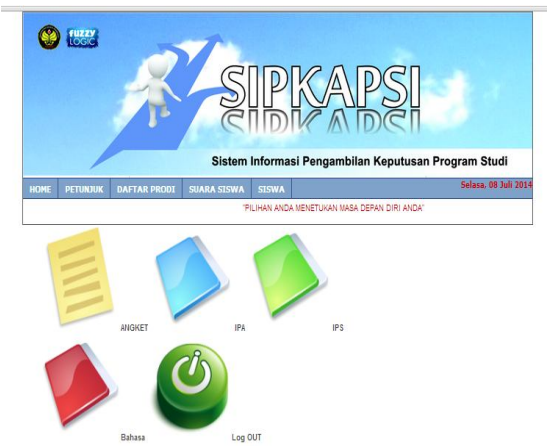 fuzzy
LOGIC
SIPKAPSI
Sistem Informasi Pengambilan Keputusan Program Studi
HOME PETUNJUK DAFTAR PRODI SUARA SISWA SISWA Selasa, 08 Juli 2014
"PILIHAN ANDA MENETUKAN MASA DEPAN DIRI ANDA"
ANGKET IPA IPS
Bahasa Log OUT